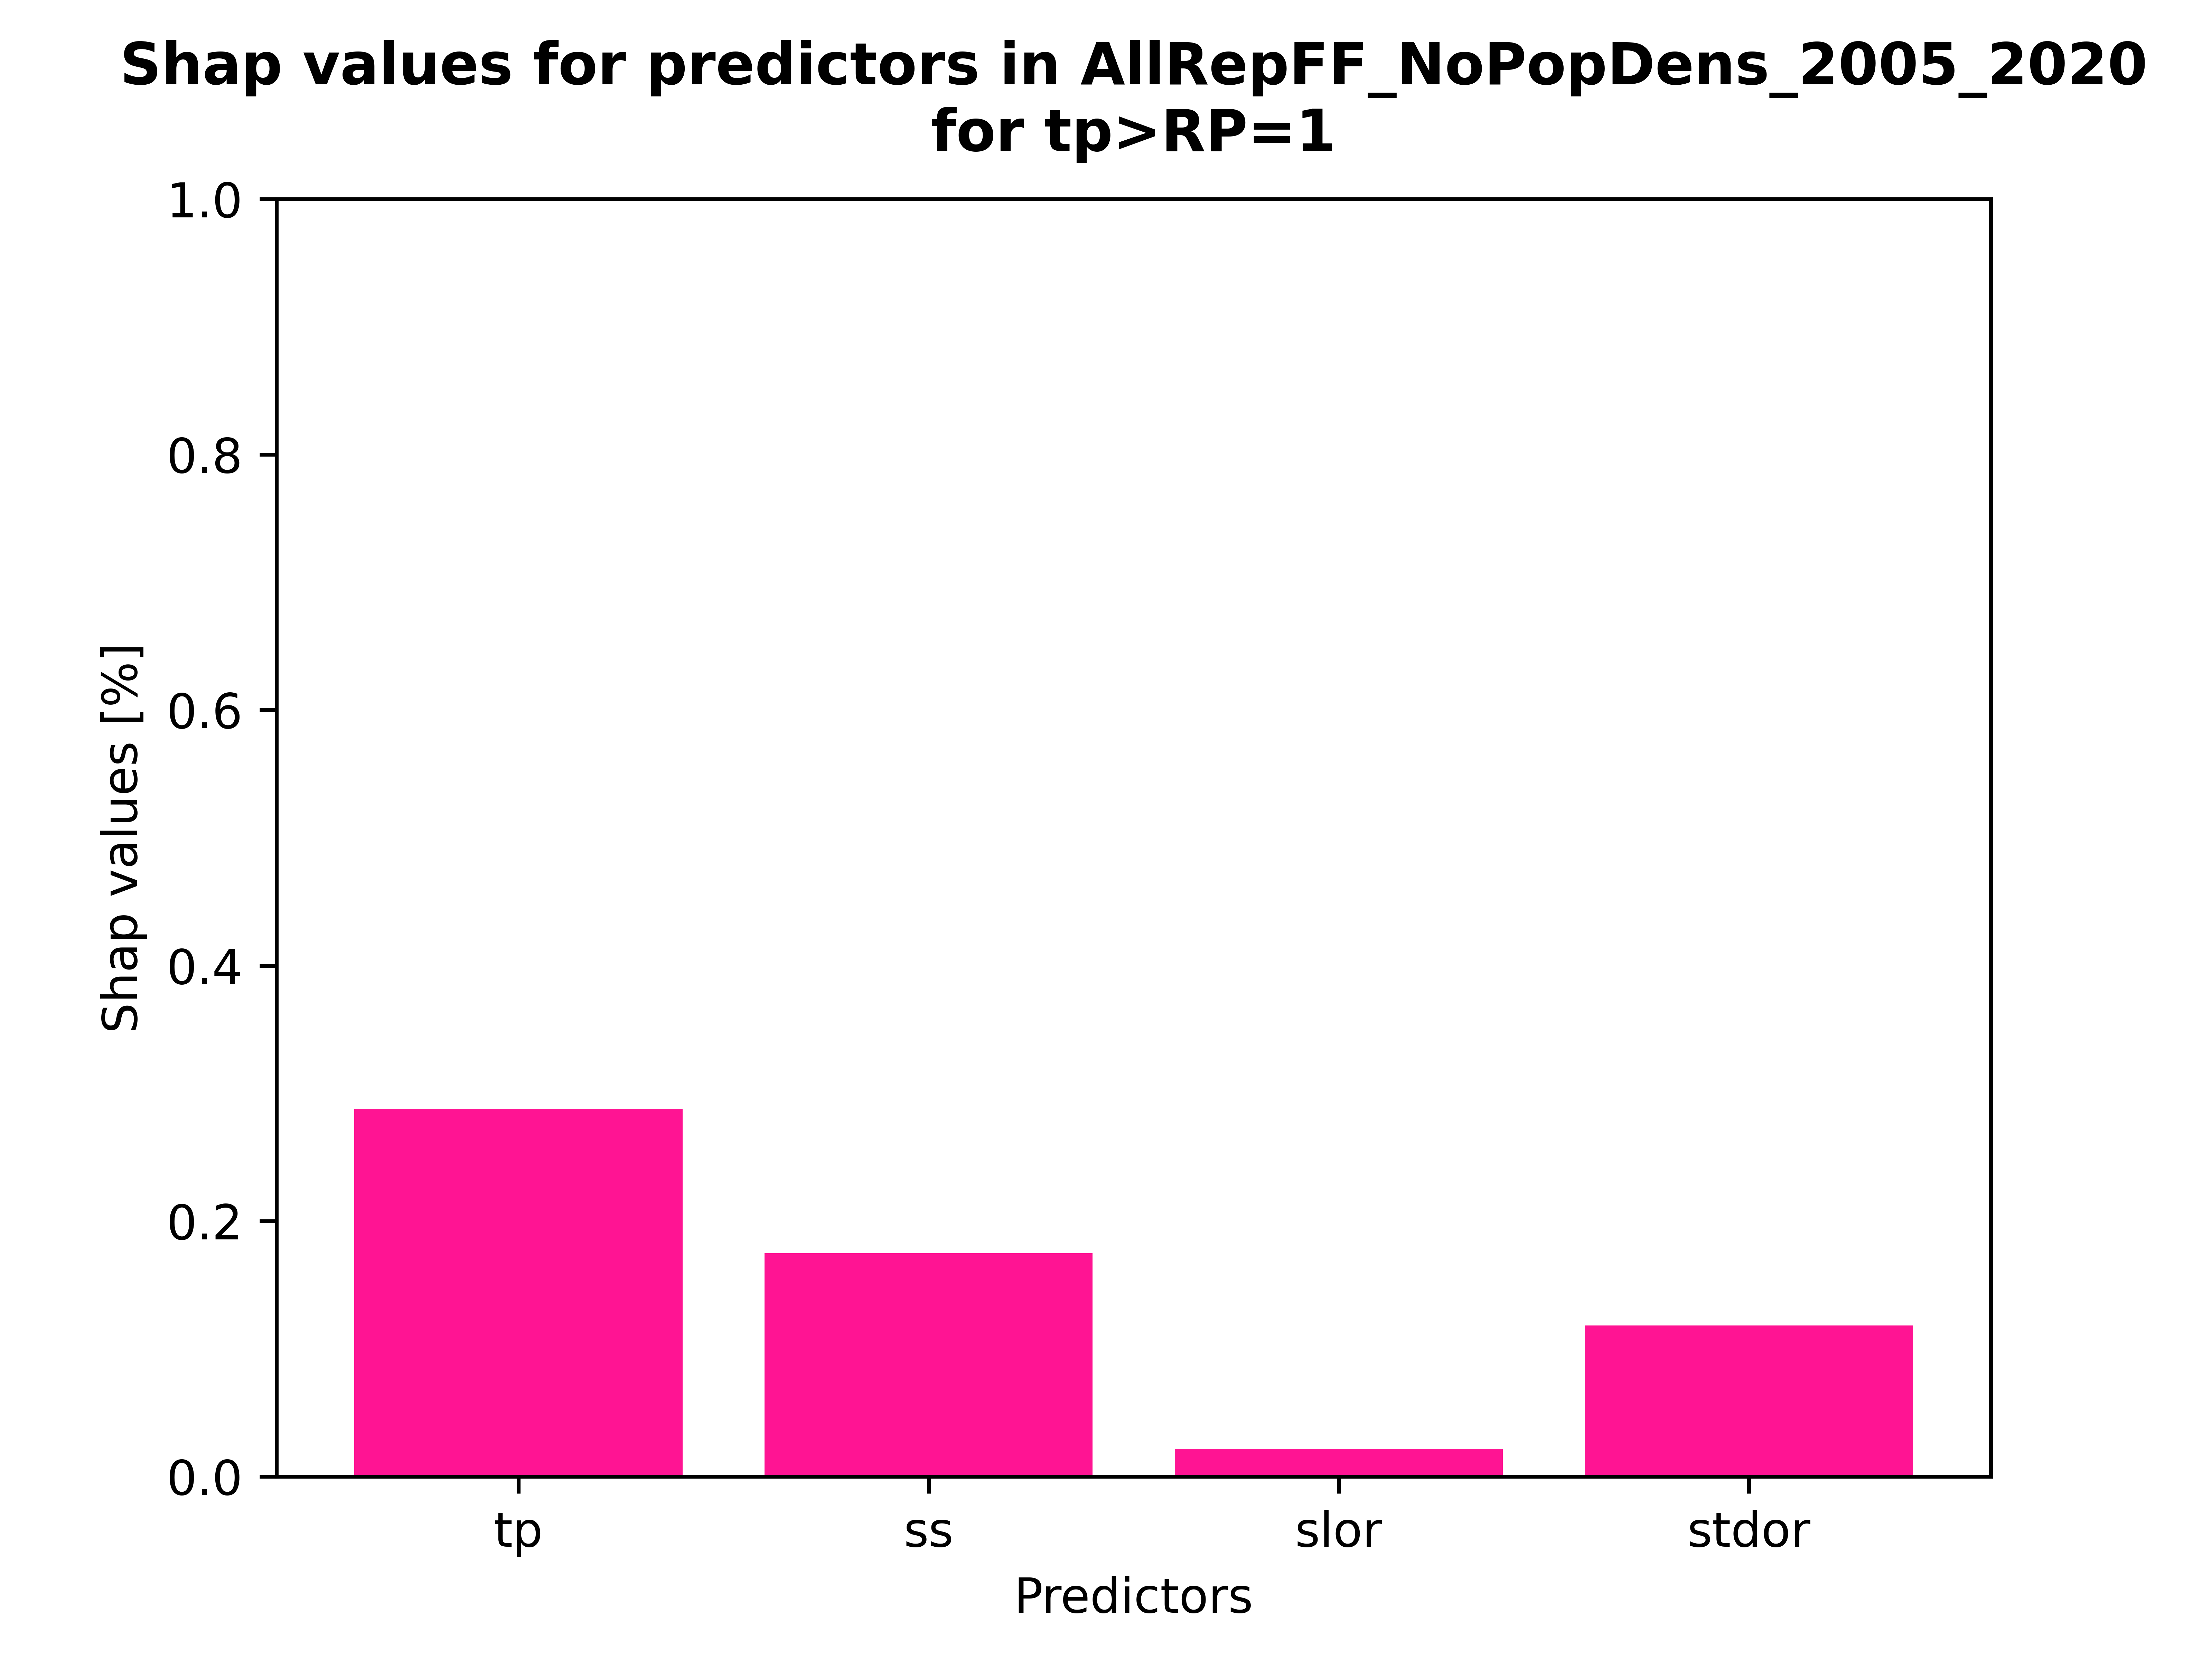 Shap values for predictors in AllRepFF_NoPopDens_2005_2020
for tp>RP=1
1.0
0.8
0.6
0.4
0.2
0.0
Shap values [%]
tp
ss
slor
stdor
Predictors